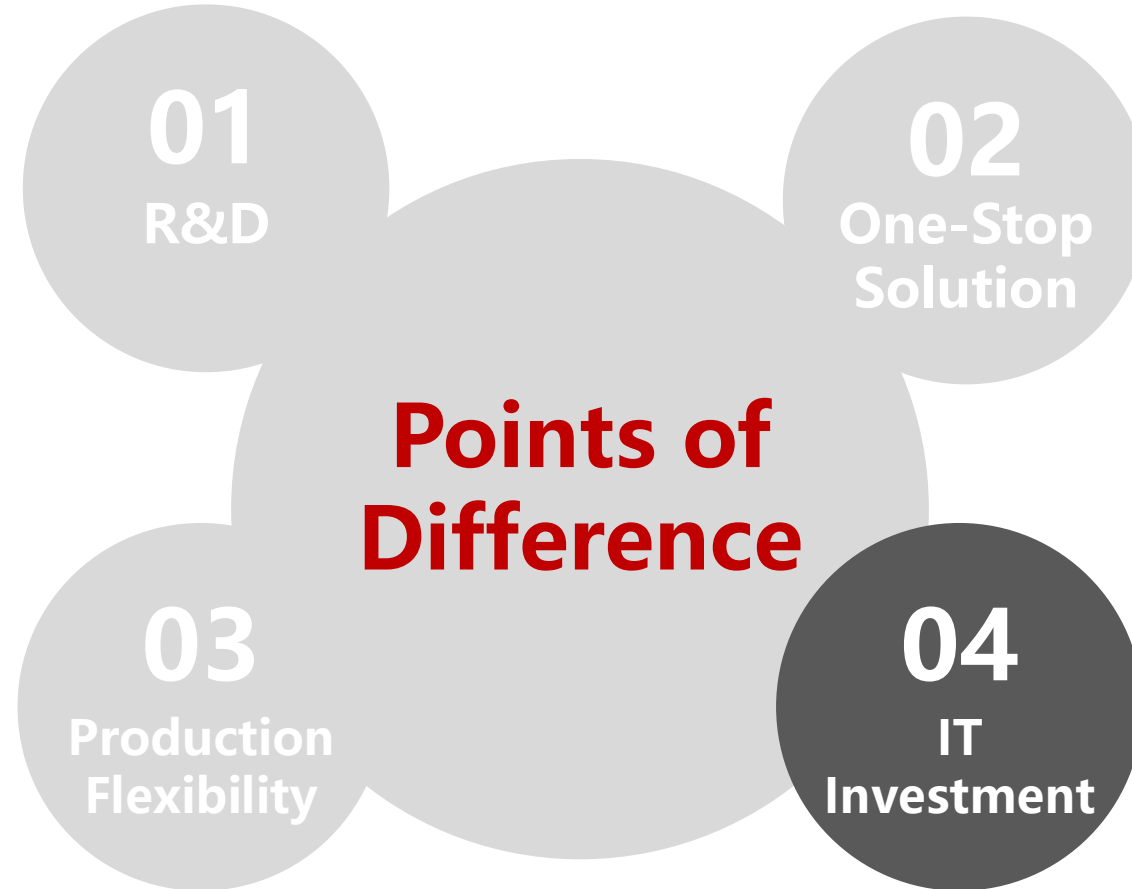 01
R&D
02
One-Stop
Solution
Points of
Difference
03
Production
Flexibility
04
IT
Investment